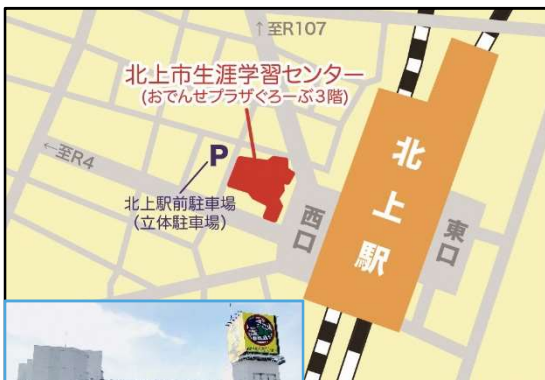 ↑至R107
北上市生涯学習センター
(おでんせプラザぐろーぶ3階)
←至R4
P
北上駅前駐車場
(立体駐車場)
西口
北上駅
東口